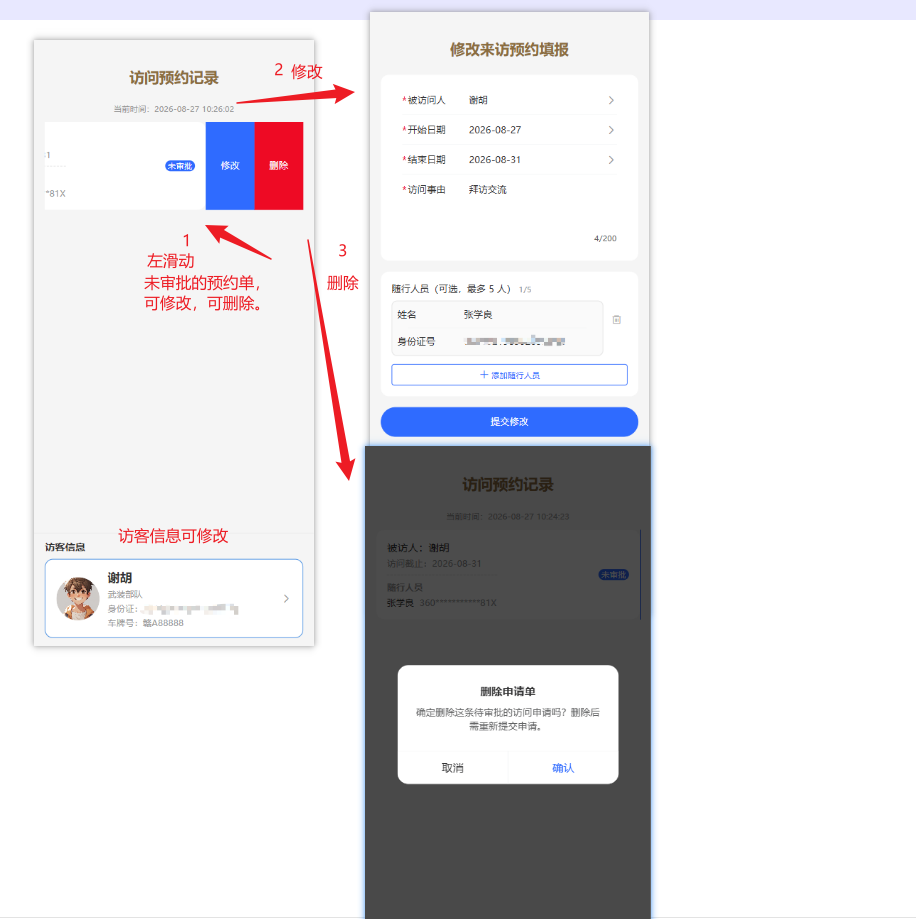 访问预约记录
当前时间：2026-08-27 10:26:02
1
*81X
未审批
修改
删除
1
左滑动
未审批的预约单，
可修改，可删除。
2 修改
3
删除
访客信息可修改
访客信息
谢胡
武装部队
身份证：
车牌号：赣A88888
修改来访预约填报
*被访问人 谢胡
*开始日期 2026-08-27
*结束日期 2026-08-31
*访问事由 拜访交流
4/200
随行人员（可选，最多 5 人） 1/5
姓名 张学良
身份证号
添加随行人员
提交修改
访问预约记录
当前时间：2026-08-27 10:24:23
被访人：谢胡
访问截止：2026-08-31
未审批
随行人员
张学良 360***********81X
删除申请单
确定删除这条待审批的访问申请吗？删除后
需重新提交申请。
取消
确认